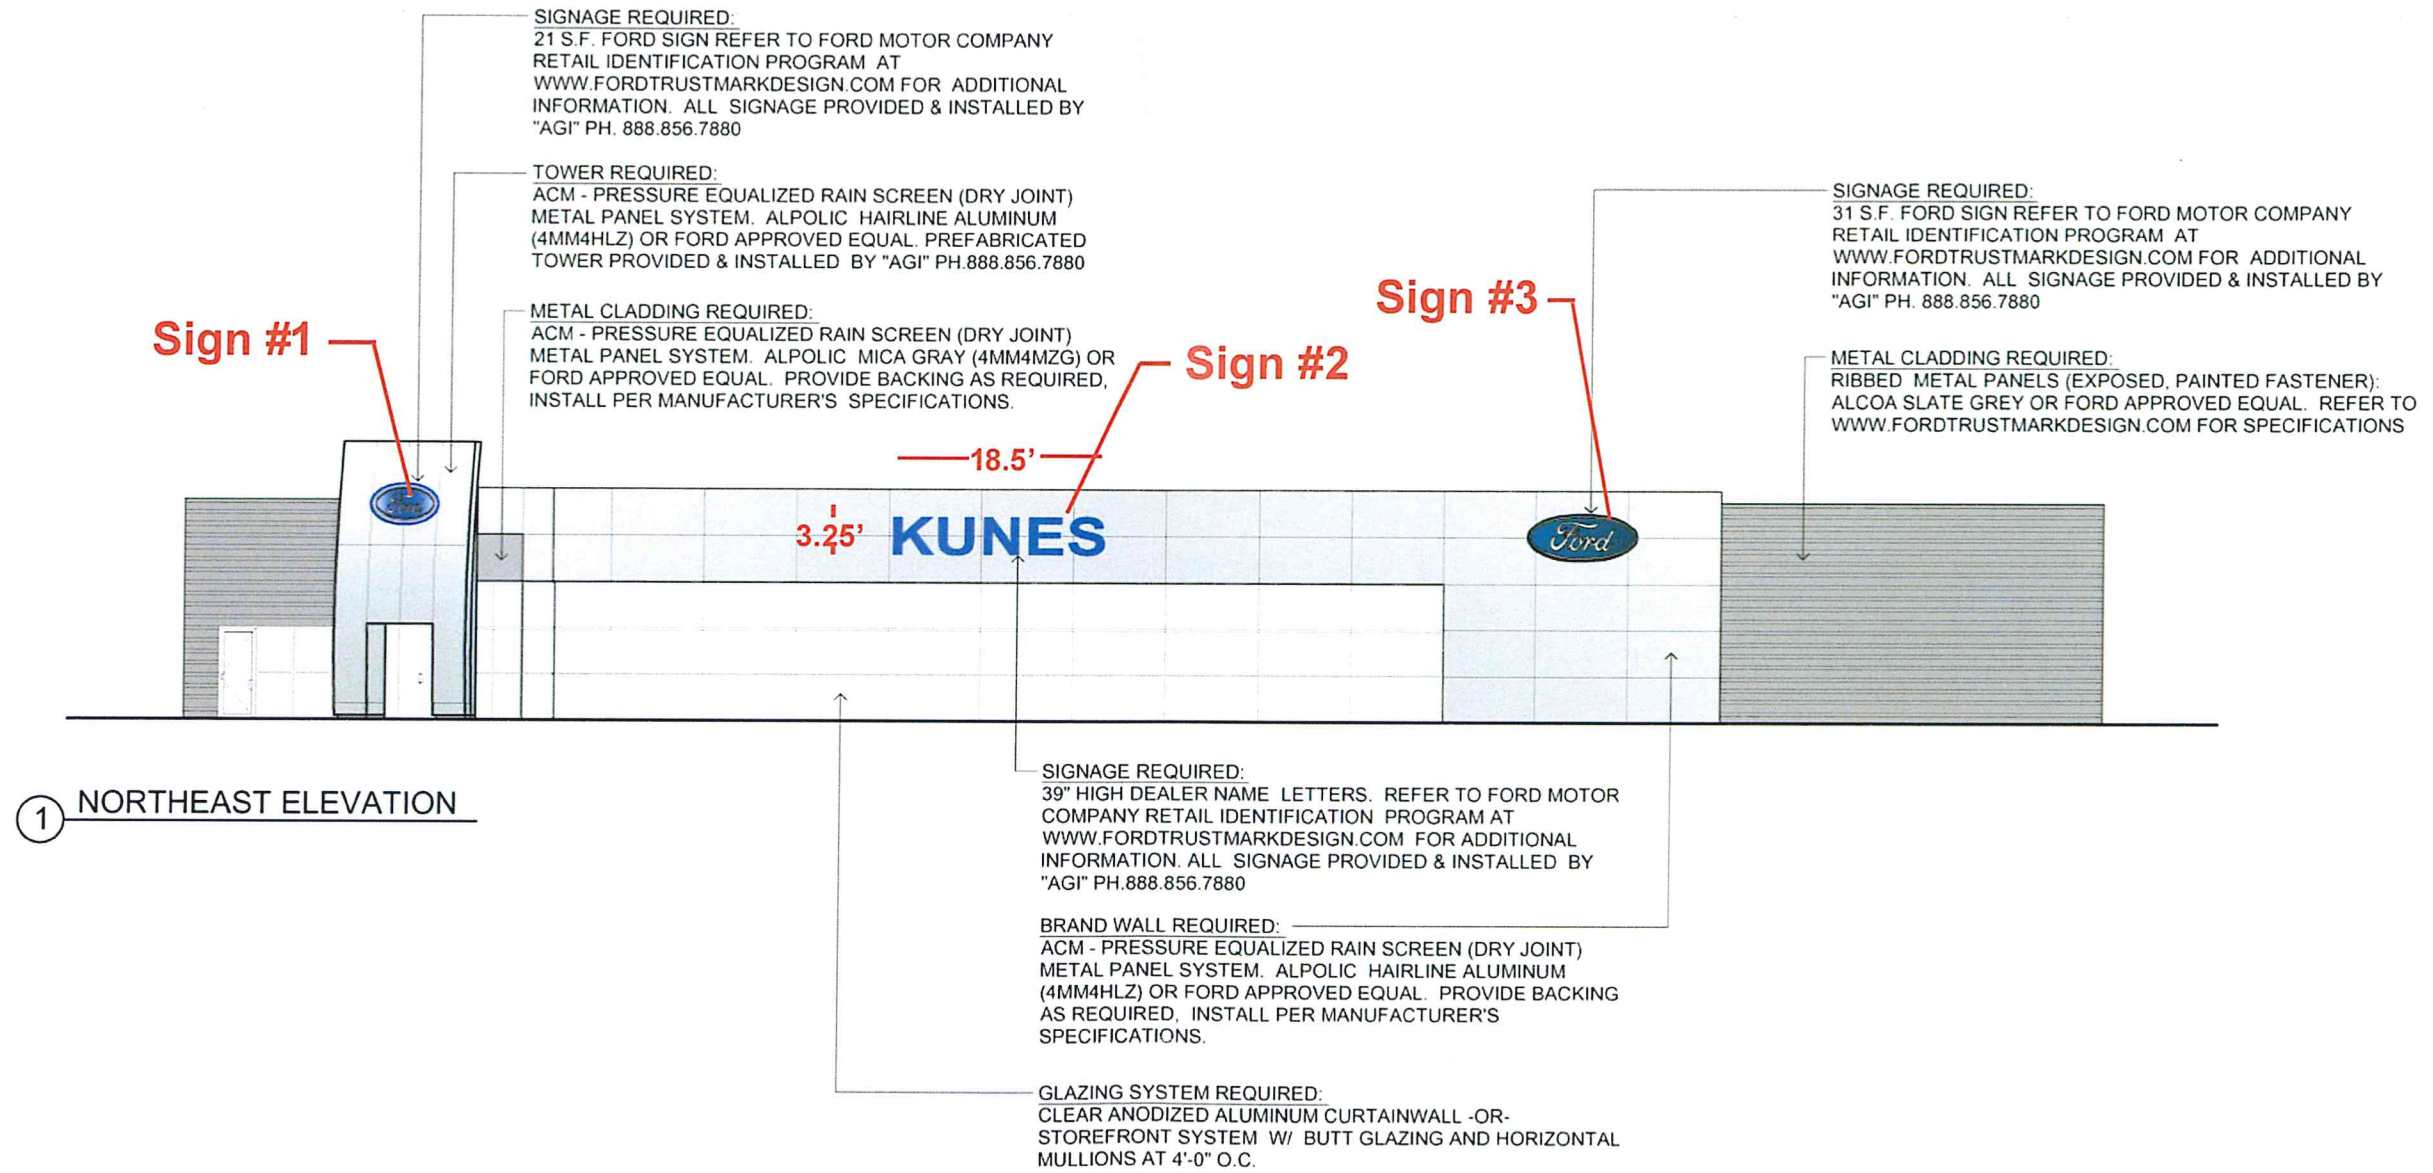 SIGNAGE REQUIRED:
21 S.F. FORD SIGN REFER TO FORD MOTOR COMPANY
RETAIL IDENTIFICATION PROGRAM AT
WWW.FORDTRUSTMARKDESIGN.COM FOR ADDITIONAL
INFORMATION. ALL SIGNAGE PROVIDED & INSTALLED BY
"AGI" PH. 888.856.7880
TOWER REQUIRED:
ACM - PRESSURE EQUALIZED RAIN SCREEN (DRY JOINT)
METAL PANEL SYSTEM. ALPOLIC HAIRLINE ALUMINUM
(4MM4HLZ) OR FORD APPROVED EQUAL. PREFABRICATED
TOWER PROVIDED & INSTALLED BY "AGI" PH.888.856.7880
METAL CLADDING REQUIRED:
ACM - PRESSURE EQUALIZED RAIN SCREEN (DRY JOINT)
METAL PANEL SYSTEM. ALPOLIC MICA GRAY (4MM4MZG) OR
FORD APPROVED EQUAL. PROVIDE BACKING AS REQUIRED,
INSTALL PER MANUFACTURER'S SPECIFICATIONS.
SIGNAGE REQUIRED:
31 S.F. FORD SIGN REFER TO FORD MOTOR COMPANY
RETAIL IDENTIFICATION PROGRAM AT
WWW.FORDTRUSTMARKDESIGN.COM FOR ADDITIONAL
INFORMATION. ALL SIGNAGE PROVIDED & INSTALLED BY
"AGI" PH. 888.856.7880
METAL CLADDING REQUIRED:
RIBBED METAL PANELS (EXPOSED, PAINTED FASTENER):
ALCOA SLATE GREY OR FORD APPROVED EQUAL. REFER TO
WWW.FORDTRUSTMARKDESIGN.COM FOR SPECIFICATIONS
Sign #1
Sign #2
Sign #3
18.5'
3.25'
Ford
KUNES
Ford
1 NORTHEAST ELEVATION
SIGNAGE REQUIRED:
39" HIGH DEALER NAME LETTERS. REFER TO FORD MOTOR
COMPANY RETAIL IDENTIFICATION PROGRAM AT
WWW.FORDTRUSTMARKDESIGN.COM FOR ADDITIONAL
INFORMATION. ALL SIGNAGE PROVIDED & INSTALLED BY
"AGI" PH.888.856.7880
BRAND WALL REQUIRED:
ACM - PRESSURE EQUALIZED RAIN SCREEN (DRY JOINT)
METAL PANEL SYSTEM. ALPOLIC HAIRLINE ALUMINUM
(4MM4HLZ) OR FORD APPROVED EQUAL. PROVIDE BACKING
AS REQUIRED, INSTALL PER MANUFACTURER'S
SPECIFICATIONS.
GLAZING SYSTEM REQUIRED:
CLEAR ANODIZED ALUMINUM CURTAINWALL -OR-
STOREFRONT SYSTEM W/ BUTT GLAZING AND HORIZONTAL
MULLIONS AT 4'-0" O.C.